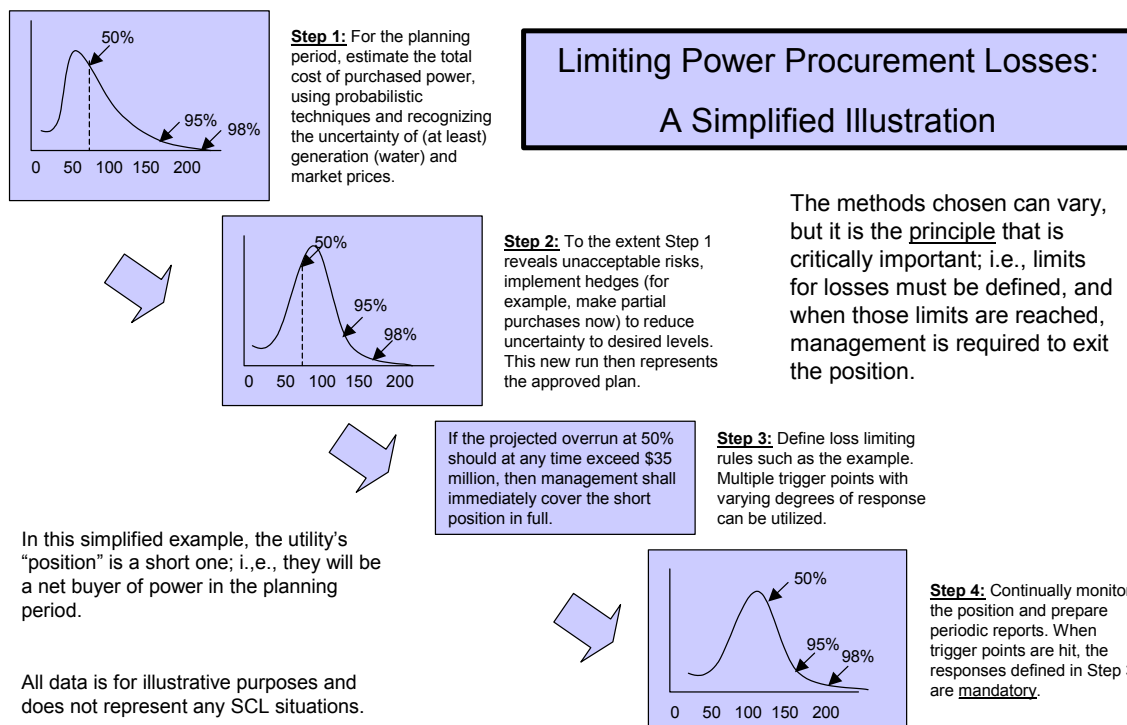 50%
95%
98%
0 50 100 150 200
Step 1: For the planning
period, estimate the total
cost of purchased power,
using probabilistic
techniques and recognizing
the uncertainty of (at least)
generation (water) and
market prices.
Limiting Power Procurement Losses:
A Simplified Illustration
50%
95%
98%
0 50 100 150 200
Step 2: To the extent Step 1
reveals unacceptable risks,
implement hedges (for
example, make partial
purchases now) to reduce
uncertainty to desired levels.
This new run then represents
the approved plan.
The methods chosen can vary,
but it is the principle that is
critically important; i.e., limits
for losses must be defined, and
when those limits are reached,
management is required to exit
the position.
If the projected overrun at 50%
should at any time exceed $35
million, then management shall
immediately cover the short
position in full.
Step 3: Define loss limiting
rules such as the example.
Multiple trigger points with
varying degrees of response
can be utilized.
In this simplified example, the utility's
“position” is a short one; i.,e., they will be
a net buyer of power in the planning
period.
All data is for illustrative purposes and
does not represent any SCL situations.
50%
95%
98%
0 50 100 150 200
Step 4: Continually monitor
the position and prepare
periodic reports. When
trigger points are hit, the
responses defined in Step 3
are mandatory.